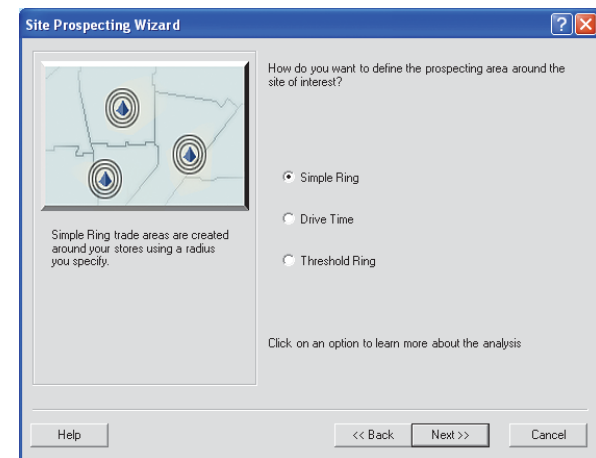 Site Prospecting Wizard
How do you want to define the prospecting area around the
site of interest?
Simple Ring
Drive Time
Threshold Ring
Simple Ring trade areas are created
around your stores using a radius
you specify.
Click on an option to learn more about the analysis
Help
<< Back
Next >>
Cancel